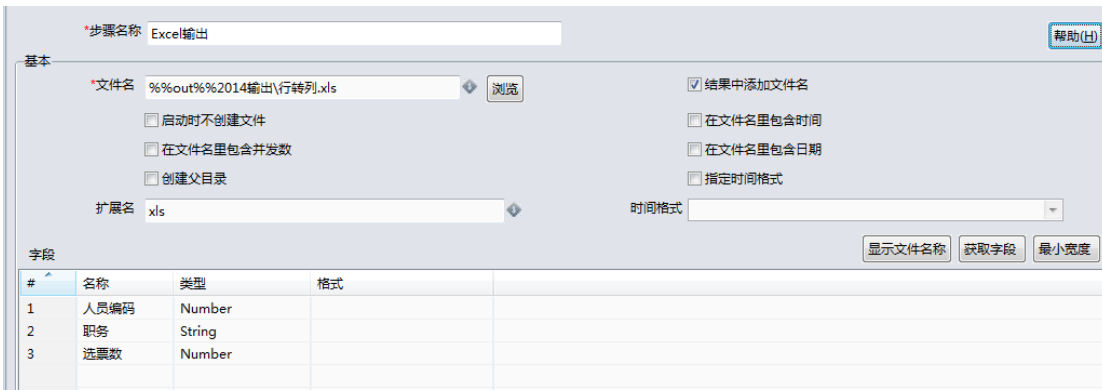 *步骤名称 Excel输出
帮助(H)
基本
*文件名 %%out%%2014输出\行转列.xls 浏览 结果中添加文件名
启动时不创建文件 在文件名里包含时间
在文件名里包含并发数 在文件名里包含日期
创建父目录 指定时间格式
扩展名 xls 时间格式
字段 显示文件名称 获取字段 最小宽度
# 名称 类型 格式
1 人员编码 Number
2 职务 String
3 选票数 Number